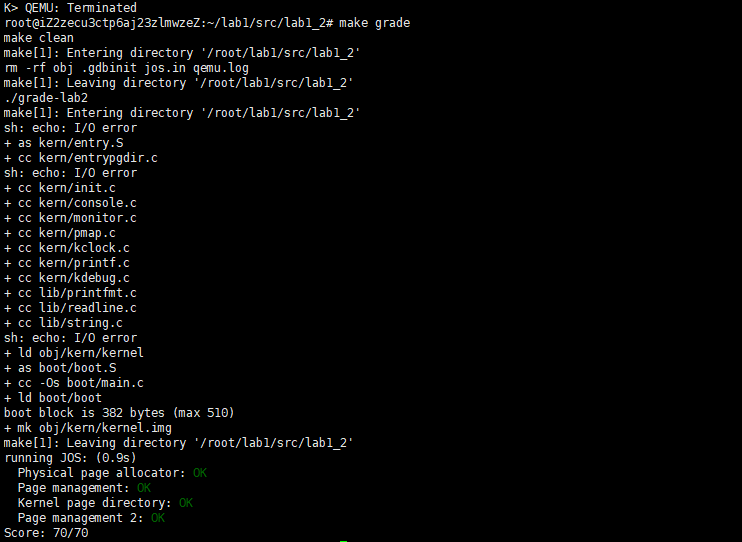 K> QEMU: Terminated
root@iZ2zecu3ctp6aj23zlmwzeZ:~/lab1/src/lab1_2# make grade
make clean
make[1]: Entering directory '/root/lab1/src/lab1_2'
rm -rf obj .gdbinit jos.in qemu.log
make[1]: Leaving directory '/root/lab1/src/lab1_2'
./grade-lab2
make[1]: Entering directory '/root/lab1/src/lab1_2'
sh: echo: I/O error
+ as kern/entry.S
+ cc kern/entrypgdir.c
sh: echo: I/O error
+ cc kern/init.c
+ cc kern/console.c
+ cc kern/monitor.c
+ cc kern/pmap.c
+ cc kern/kclock.c
+ cc kern/printf.c
+ cc kern/kdebug.c
+ cc lib/printfmt.c
+ cc lib/readline.c
+ cc lib/string.c
sh: echo: I/O error
+ ld obj/kern/kernel
+ as boot/boot.S
+ cc -Os boot/main.c
+ ld boot/boot
boot block is 382 bytes (max 510)
+ mk obj/kern/kernel.img
make[1]: Leaving directory '/root/lab1/src/lab1_2'
running JOS: (0.9s)
  Physical page allocator: OK
  Page management: OK
  Kernel page directory: OK
  Page management 2: OK
Score: 70/70